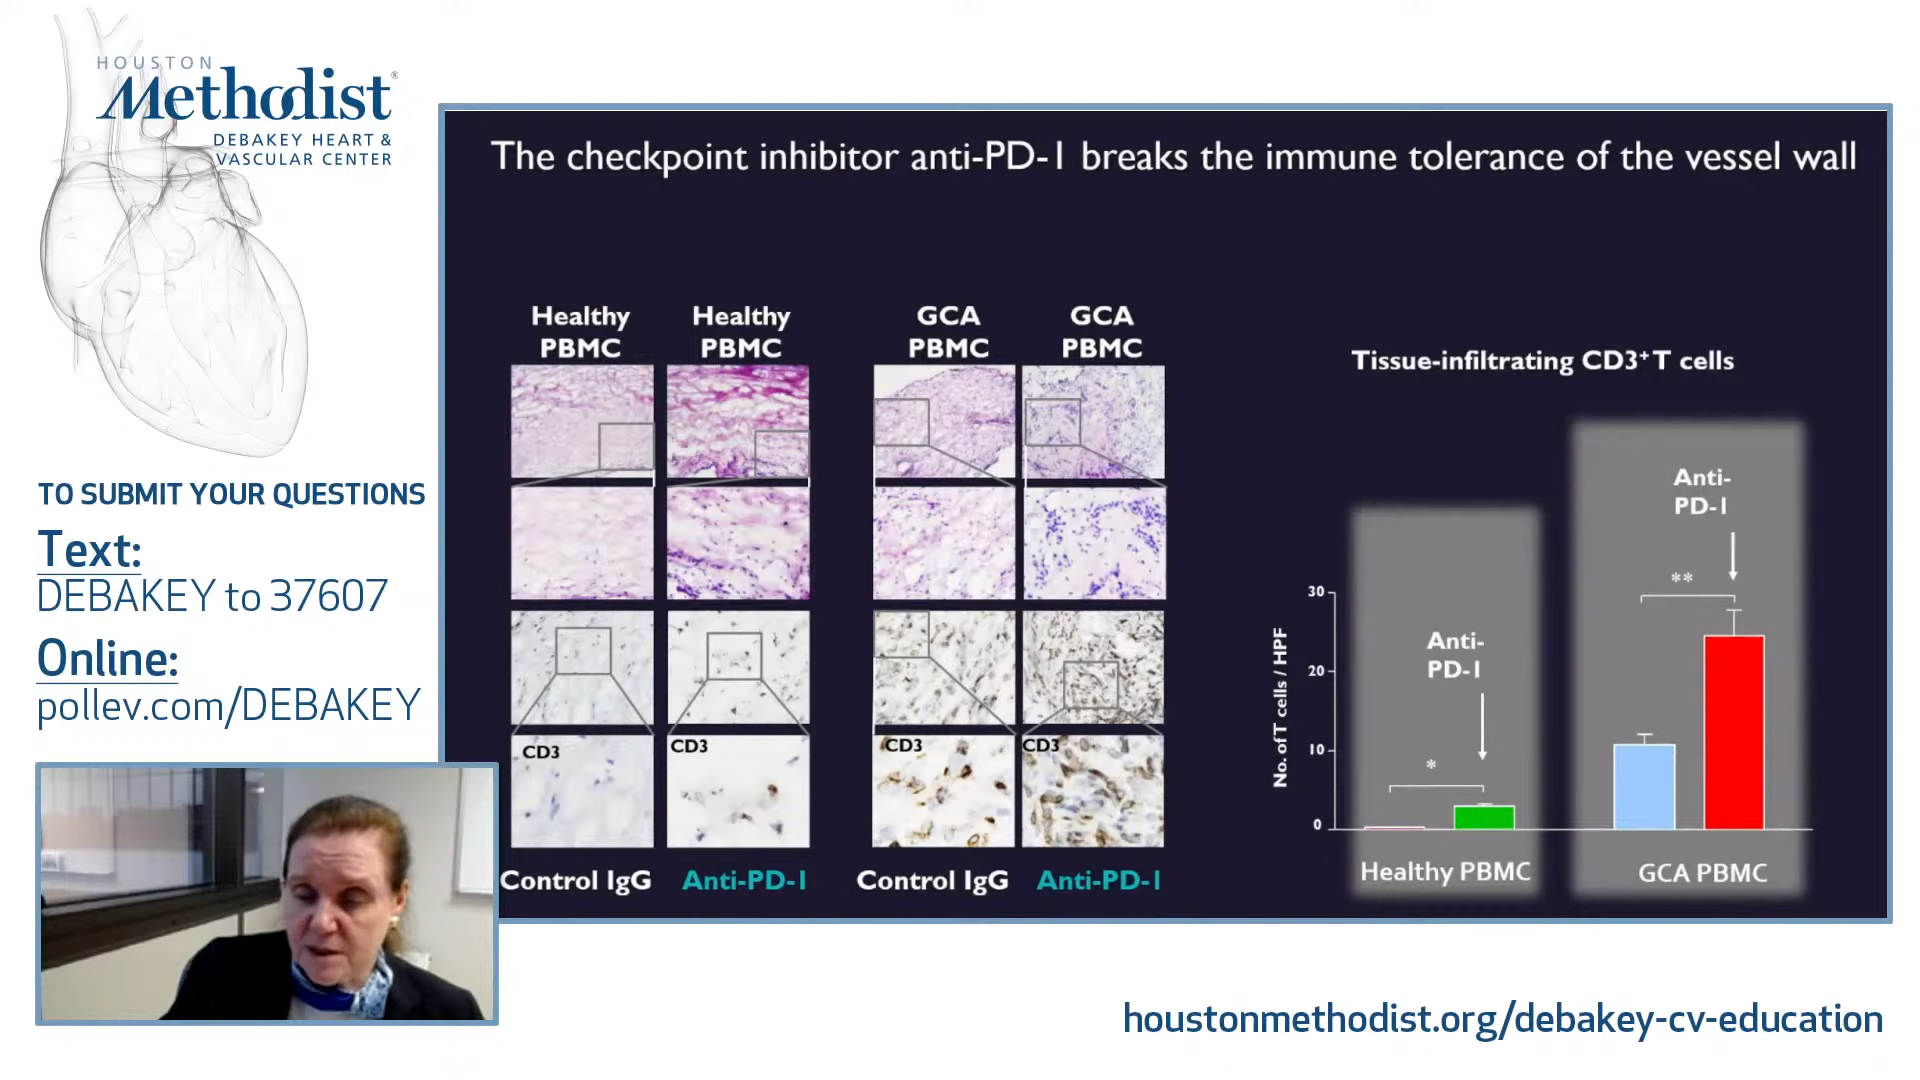 HOUSTON
Methodist®
DEBAKEY HEART &
VASCULAR CENTER
TO SUBMIT YOUR QUESTIONS
Text:
DEBAKEY to 37607
Online:
pollev.com/DEBAKEY
The checkpoint inhibitor anti-PD-1 breaks the immune tolerance of the vessel wall
Healthy PBMC
Healthy PBMC
GCA PBMC
GCA PBMC
CD3
CD3
CD3
CD3
Control IgG
Anti-PD-1
Control IgG
Anti-PD-1
Tissue-infiltrating CD3⁺T cells
No. of T cells / HPF
30
20
10
0
Anti-
PD-1
*
Anti-
PD-1
**
Healthy PBMC
GCA PBMC
houstonmethodist.org/debakey-cv-education